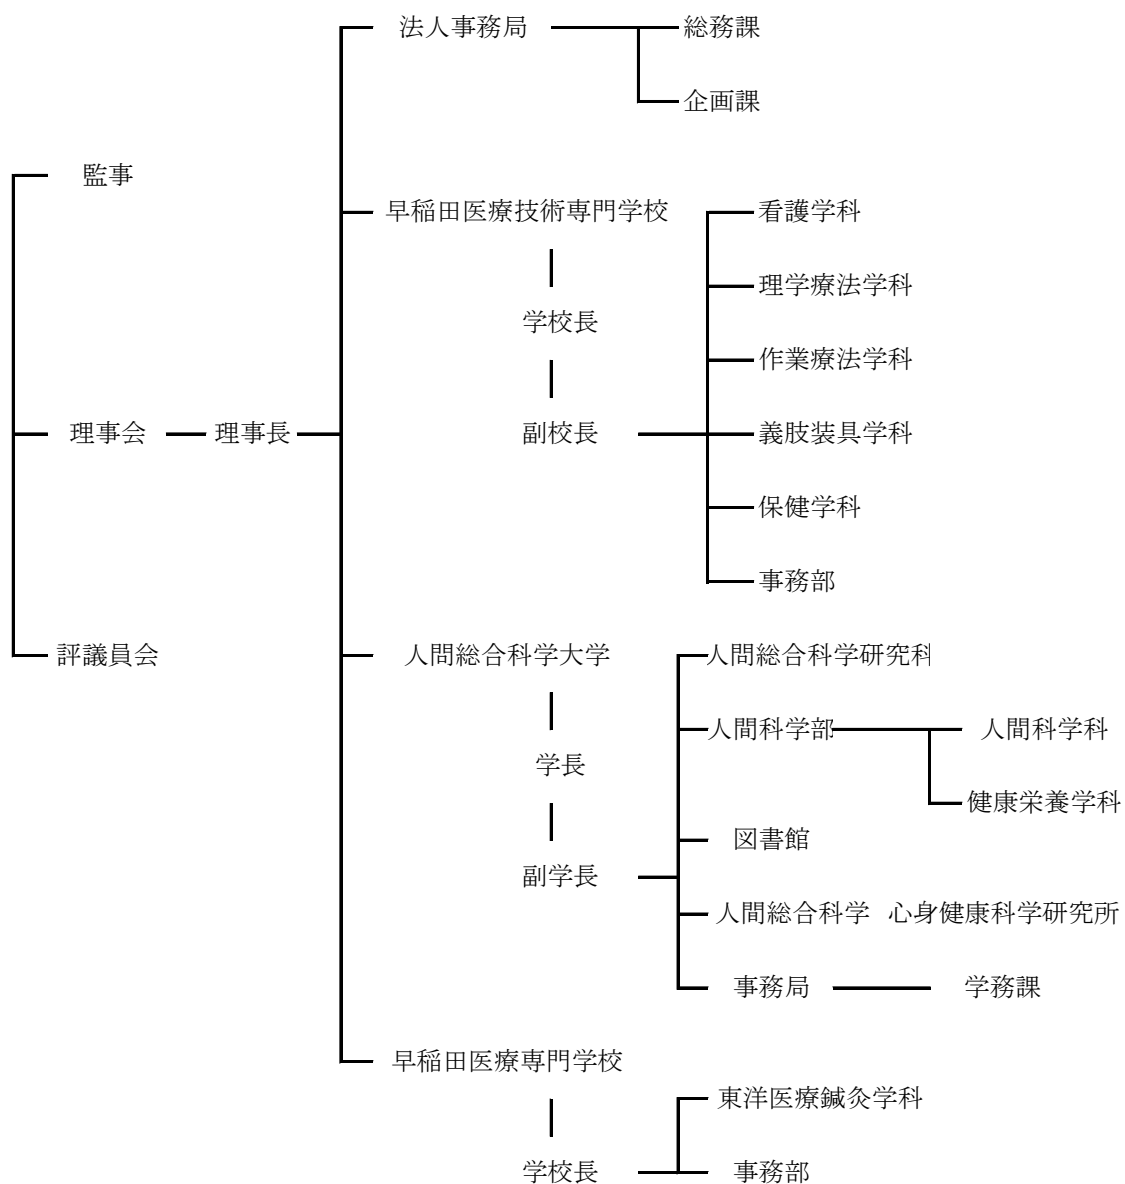 法人事務局
総務課
企画課
監事
早稲田医療技術専門学校
看護学科
理学療法学科
学校長
作業療法学科
理事会
理事長
副校長
義肢装具学科
保健学科
事務部
評議員会
人間総合科学大学
人間総合科学研究科
人間科学部
人間科学科
学長
健康栄養学科
図書館
副学長
人間総合科学 心身健康科学研究所
事務局
学務課
早稲田医療専門学校
東洋医療鍼灸学科
学校長
事務部